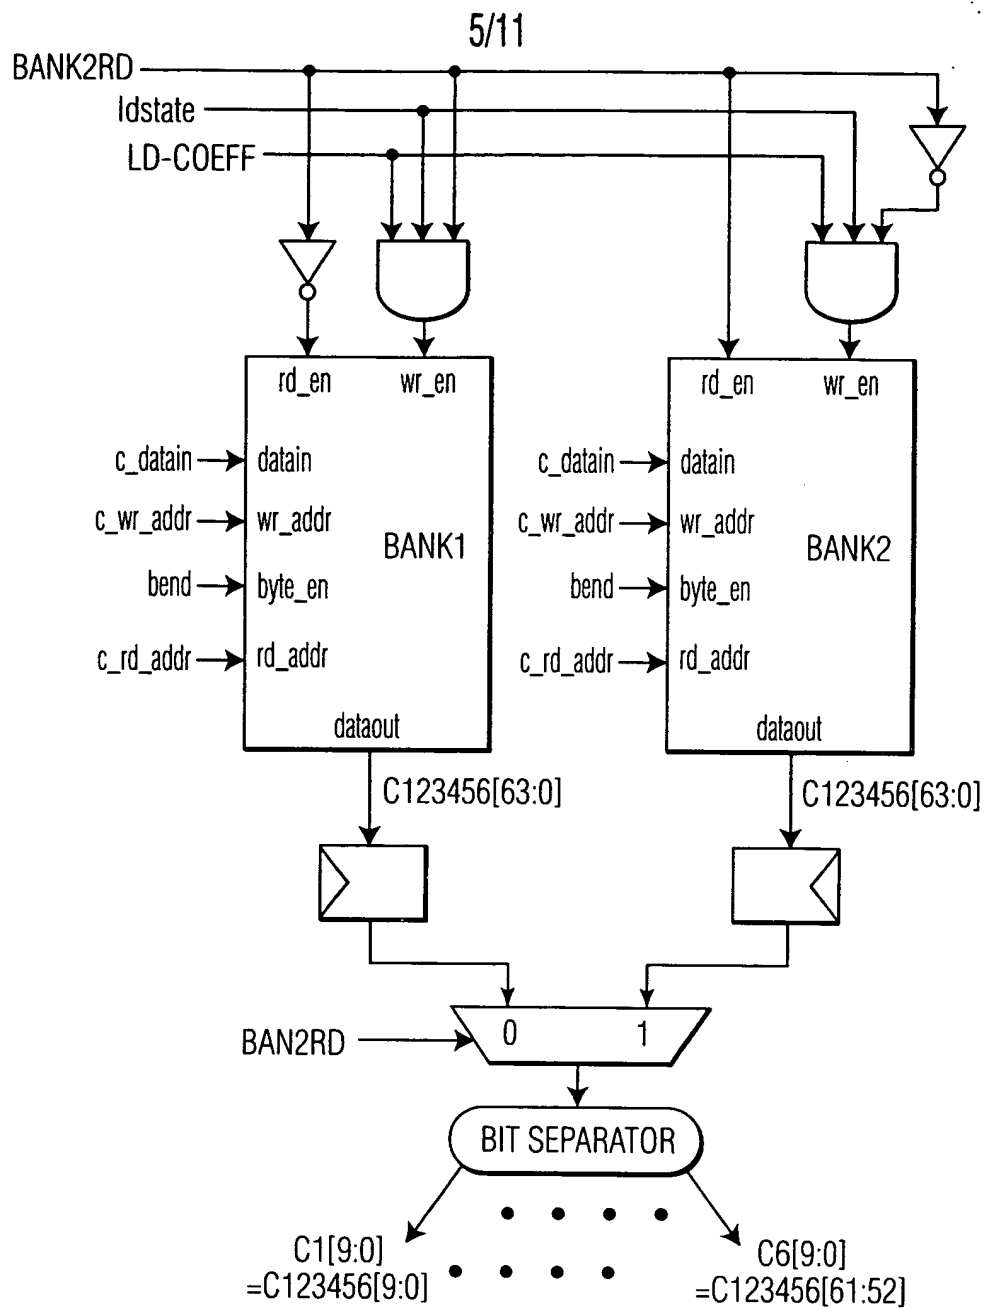 5/11
BANK2RD
ldstate
LD-COEFF
rd_en wr_en
rd_en wr_en
c_datain datain
c_wr_addr wr_addr
BANK1
bend byte_en
c_rd_addr rd_addr
dataout
c_datain datain
c_wr_addr wr_addr
BANK2
bend byte_en
c_rd_addr rd_addr
dataout
C123456[63:0]
C123456[63:0]
0 1
BAN2RD
BIT SEPARATOR
C1[9:0]
=C123456[9:0]
C6[9:0]
=C123456[61:52]